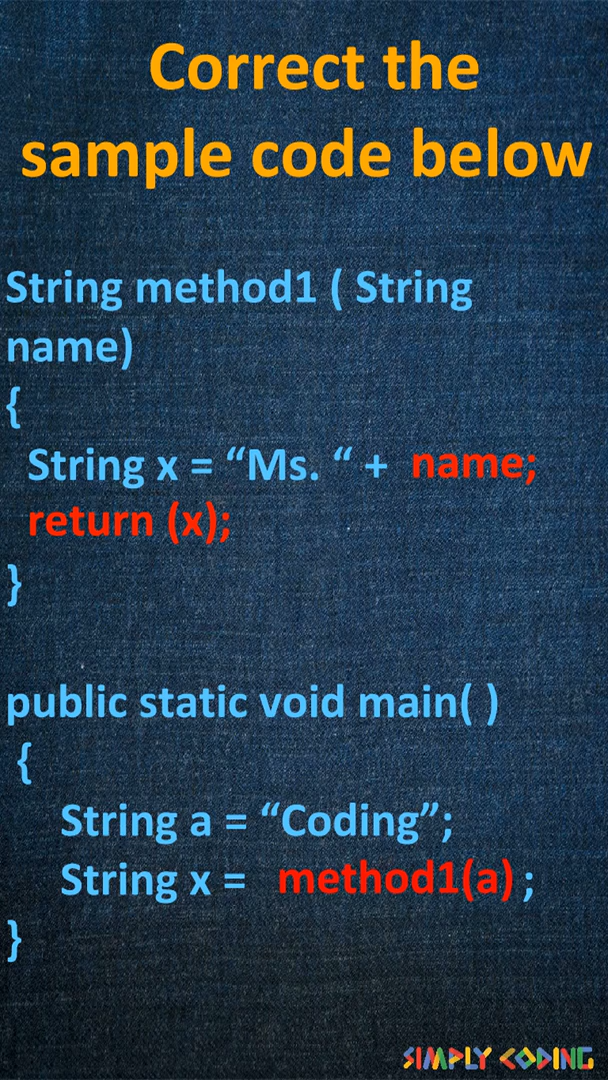 Correct the
sample code below
String method1 ( String
name)
{
String x = “Ms. “ + name;
return (x);
}
public static void main( )
{
String a = “Coding”;
String x = method1(a) ;
}
SIMPLY CODING